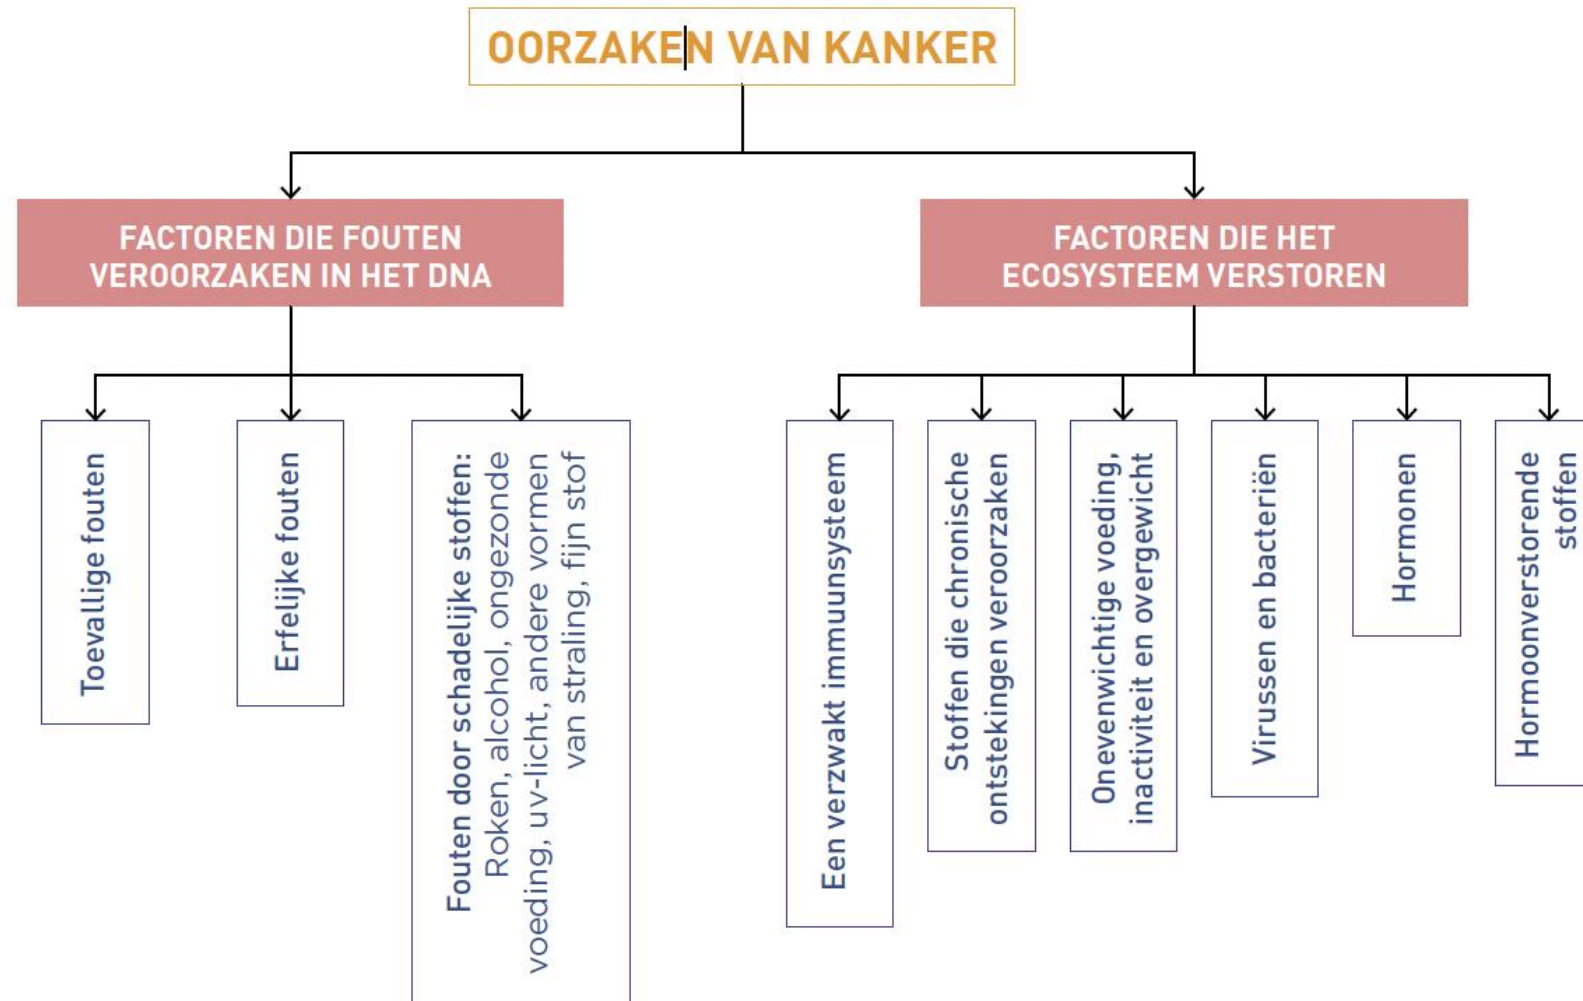 OORZAKEN VAN KANKER
FACTOREN DIE FOUTEN
VEROORZAKEN IN HET DNA
FACTOREN DIE HET
ECOSYSTEEM VERSTOREN
Toevallige fouten
Erfelijke fouten
Fouten door schadelijke stoffen:
Roken, alcohol, ongezonde
voeding, uv-licht, andere vormen
van straling, fijn stof
Een verzwakt immuunsysteem
Stoffen die chronische
ontstekingen veroorzaken
Onevenwichtige voeding,
inactiviteit en overgewicht
Virussen en bacteriën
Hormonen
Hormoonverstorende
stoffen